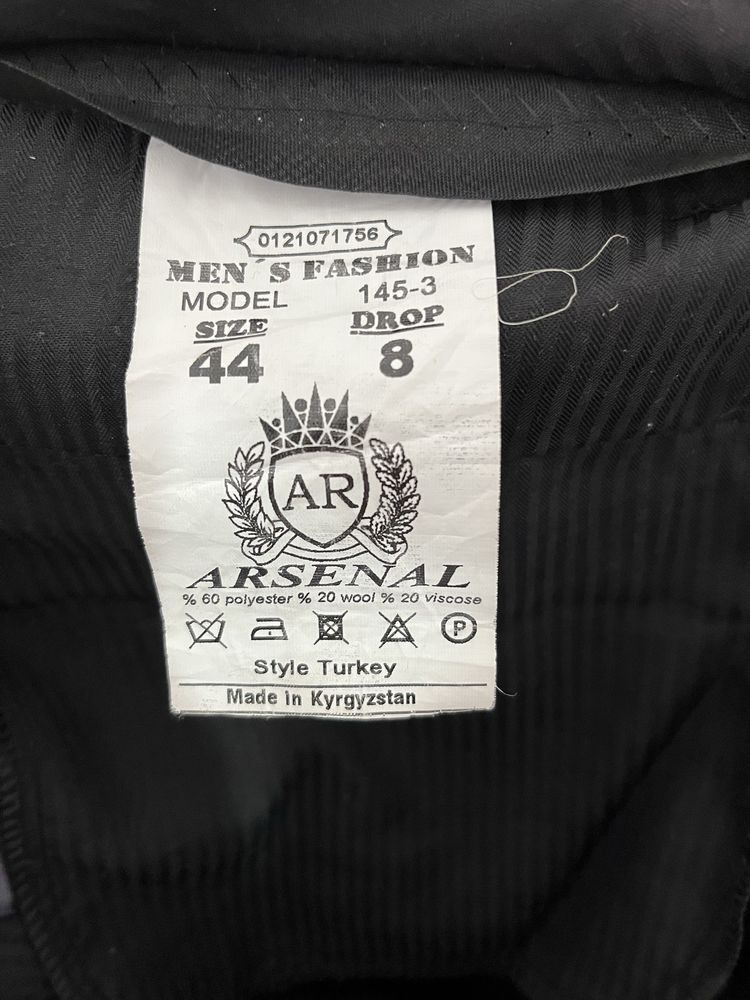 0121071756
MEN´S FASHION
MODEL 145-3
SIZE DROP
44 8
AR
ARSENAL
% 60 polyester % 20 wool % 20 viscose
P
Style Turkey
Made in Kyrgyzstan